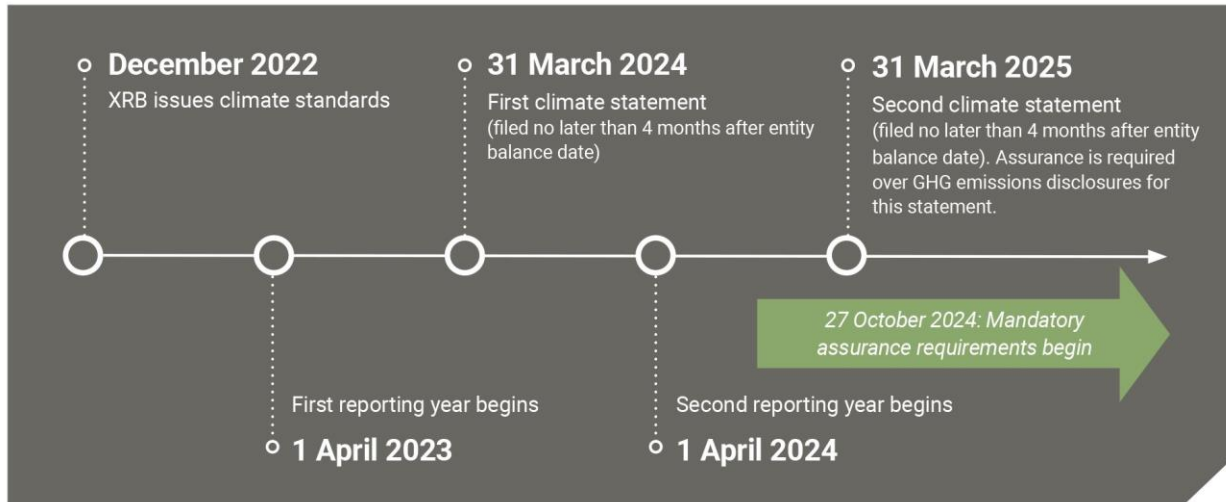 December 2022
XRB issues climate standards
31 March 2024
First climate statement
(filed no later than 4 months after entity
balance date)
31 March 2025
Second climate statement
(filed no later than 4 months after entity
balance date). Assurance is required
over GHG emissions disclosures for
this statement.
27 October 2024: Mandatory
assurance requirements begin
First reporting year begins
1 April 2023
Second reporting year begins
1 April 2024